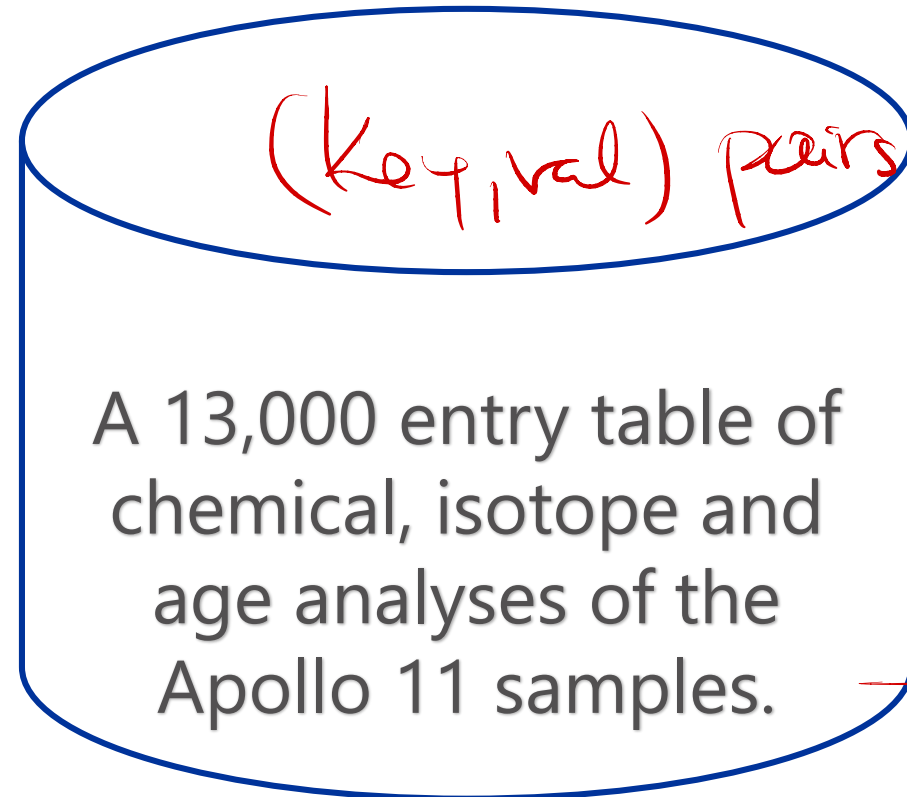 (key, val) pairs
A 13,000 entry table of
chemical, isotope and
age analyses of the
Apollo 11 samples.